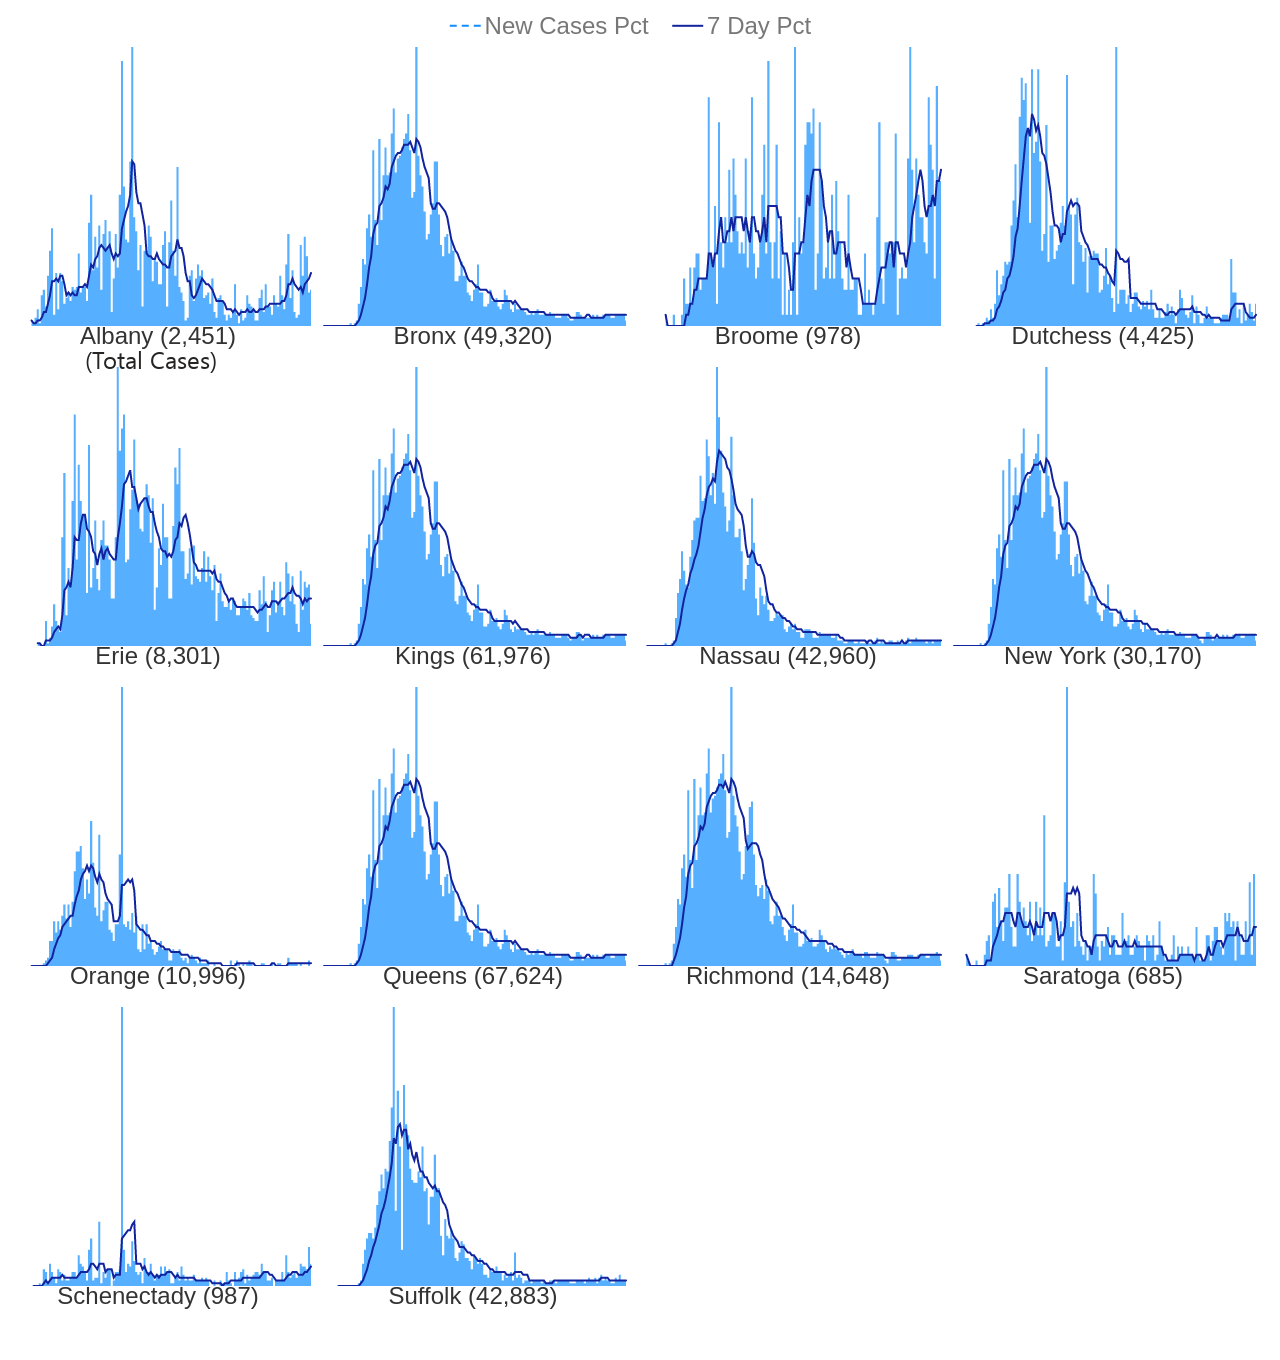 New Cases Pct 7 Day Pct
Albany (2,451) Bronx (49,320) Broome (978) Dutchess (4,425)
(Total Cases)
Erie (8,301) Kings (61,976) Nassau (42,960) New York (30,170)
Orange (10,996) Queens (67,624) Richmond (14,648) Saratoga (685)
Schenectady (987) Suffolk (42,883)